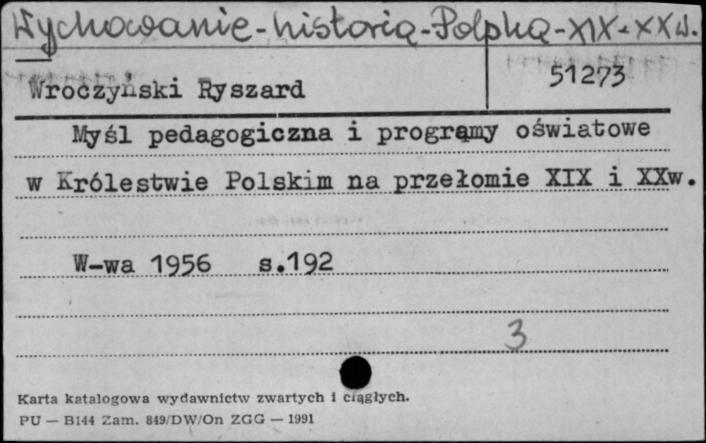 Wychowanie-historia-Polska-XIX-XXw.
Wroczyński Ryszard
51273
Myśl pedagogiczna i programy oświatowe
w Królestwie Polskim na przełomie XIX i XXw.
W-wa 1956 s.192
3
Karta katalogowa wydawnictw zwartych i ciągłych.
PU — B144 Zam. 849/DW/On ZGG — 1991